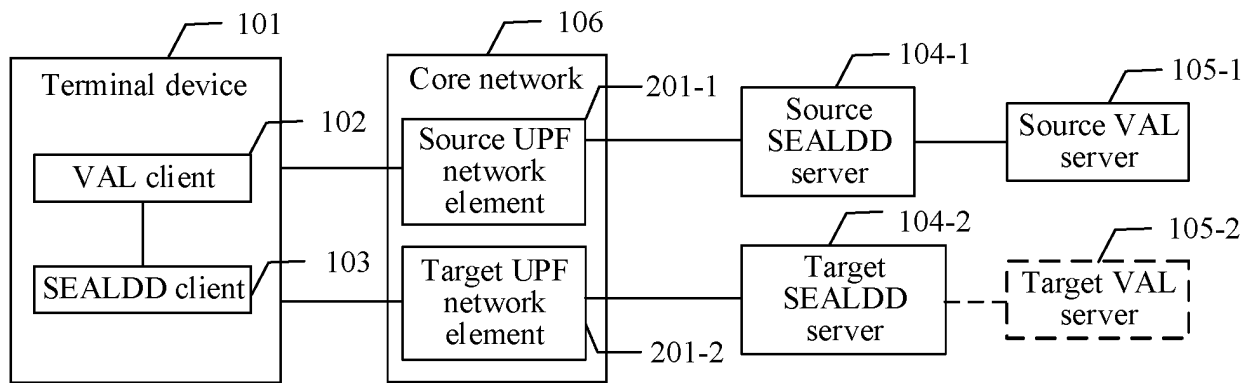 101
Terminal device
102
VAL client
103
SEALDD client
106
Core network
201-1
Source UPF
network
element
Target UPF
network
element
201-2
104-1
Source
SEALDD
server
105-1
Source VAL
server
104-2
Target
SEALDD
server
105-2
Target VAL
server